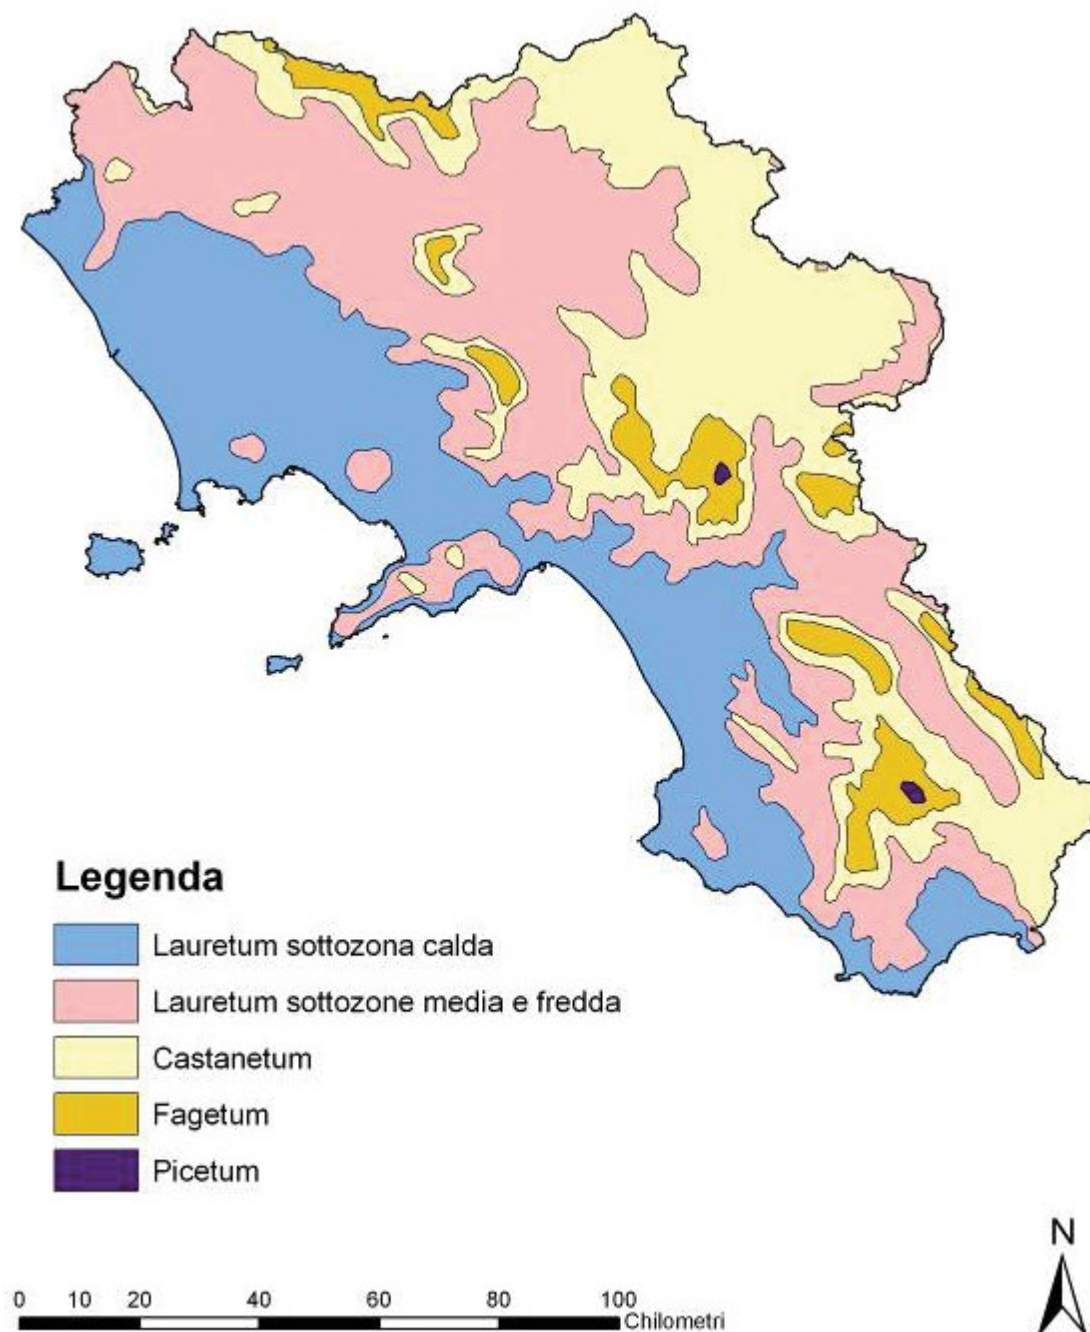 Legenda
Lauretum sottozona calda
Lauretum sottozone media e fredda
Castanetum
Fagetum
Picetum
N
0 10 20 40 60 80 100
Chilometri